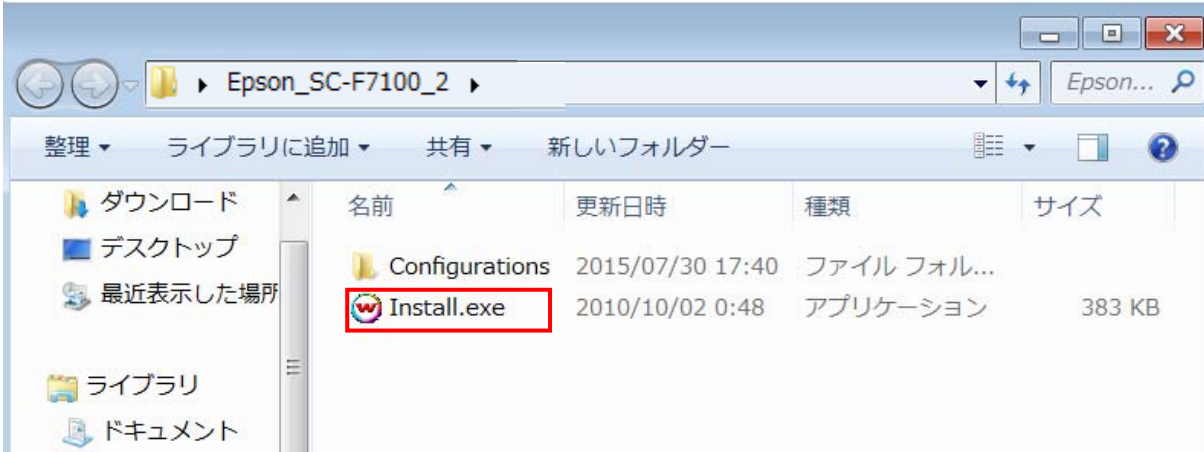 Epson_SC-F7100_2
Epson...
整理 ライブラリに追加 共有 新しいフォルダー
ダウンロード
デスクトップ
最近表示した場所
ライブラリ
ドキュメント
名前 更新日時 種類 サイズ
Configurations 2015/07/30 17:40 ファイル フォル...
Install.exe 2010/10/02 0:48 アプリケーション 383 KB